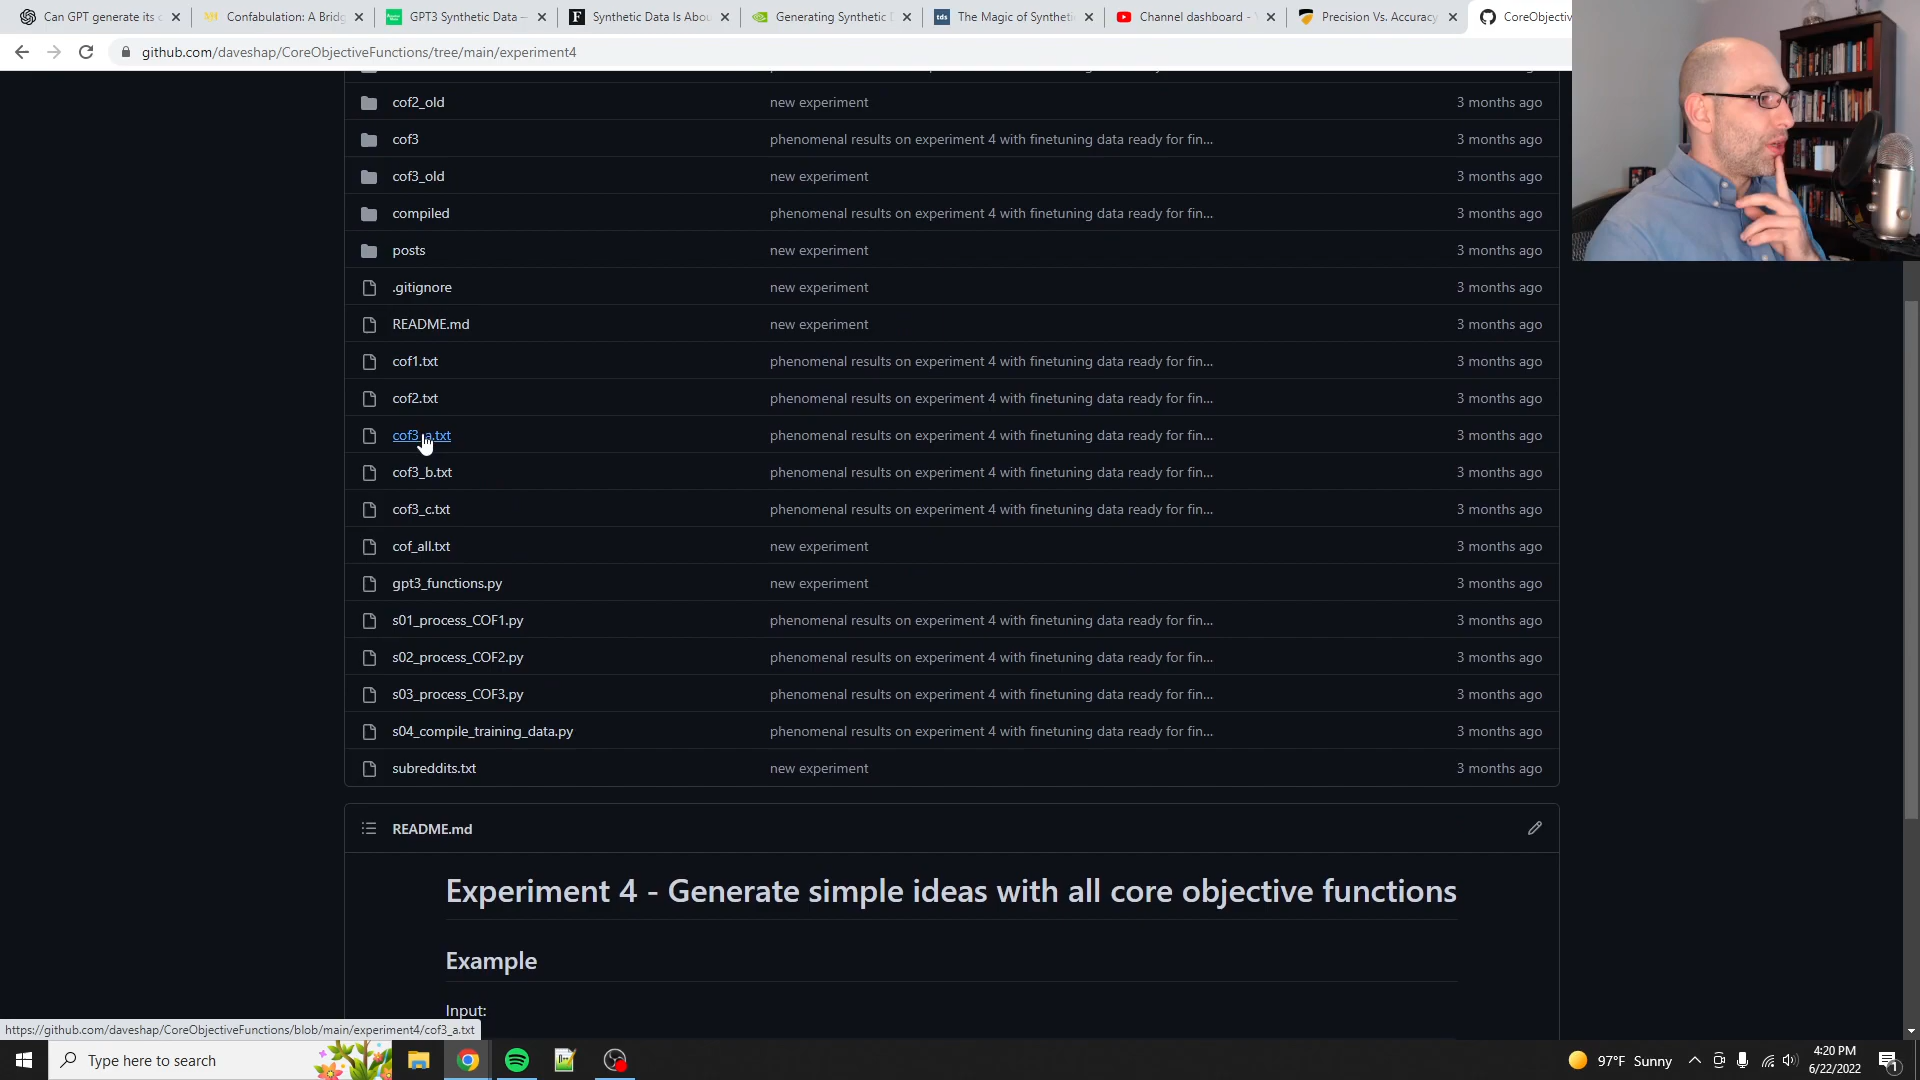 Can GPT generate its o
Confabulation: A Bridg
GPT3 Synthetic Data –
Synthetic Data Is Abou
Generating Synthetic D
The Magic of Syntheti
Channel dashboard -
Precision Vs. Accuracy
CoreObjectiv
github.com/daveshap/CoreObjectiveFunctions/tree/main/experiment4
cof2_old new experiment 3 months ago
cof3 phenomenal results on experiment 4 with finetuning data ready for fin... 3 months ago
cof3_old new experiment 3 months ago
compiled phenomenal results on experiment 4 with finetuning data ready for fin... 3 months ago
posts new experiment 3 months ago
.gitignore new experiment 3 months ago
README.md new experiment 3 months ago
cof1.txt phenomenal results on experiment 4 with finetuning data ready for fin... 3 months ago
cof2.txt phenomenal results on experiment 4 with finetuning data ready for fin... 3 months ago
cof3_a.txt phenomenal results on experiment 4 with finetuning data ready for fin... 3 months ago
cof3_b.txt phenomenal results on experiment 4 with finetuning data ready for fin... 3 months ago
cof3_c.txt phenomenal results on experiment 4 with finetuning data ready for fin... 3 months ago
cof_all.txt new experiment 3 months ago
gpt3_functions.py new experiment 3 months ago
s01_process_COF1.py phenomenal results on experiment 4 with finetuning data ready for fin... 3 months ago
s02_process_COF2.py phenomenal results on experiment 4 with finetuning data ready for fin... 3 months ago
s03_process_COF3.py phenomenal results on experiment 4 with finetuning data ready for fin... 3 months ago
s04_compile_training_data.py phenomenal results on experiment 4 with finetuning data ready for fin... 3 months ago
subreddits.txt new experiment 3 months ago
README.md
Experiment 4 - Generate simple ideas with all core objective functions
Example
Input:
https://github.com/daveshap/CoreObjectiveFunctions/blob/main/experiment4/cof3_a.txt
Type here to search
97°F Sunny
4:20 PM
6/22/2022
1